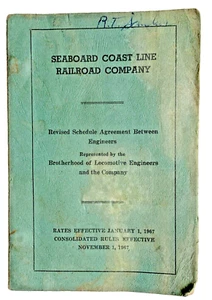 SEABOARD COAST LINE
RAILROAD COMPANY
Revised Schedule Agreement Between
Engineers
Represented by the
Brotherhood of Locomotive Engineers
and the Company
RATES EFFECTIVE JANUARY 1, 1967
CONSOLIDATED RULES EFFECTIVE
NOVEMBER 1, 1967